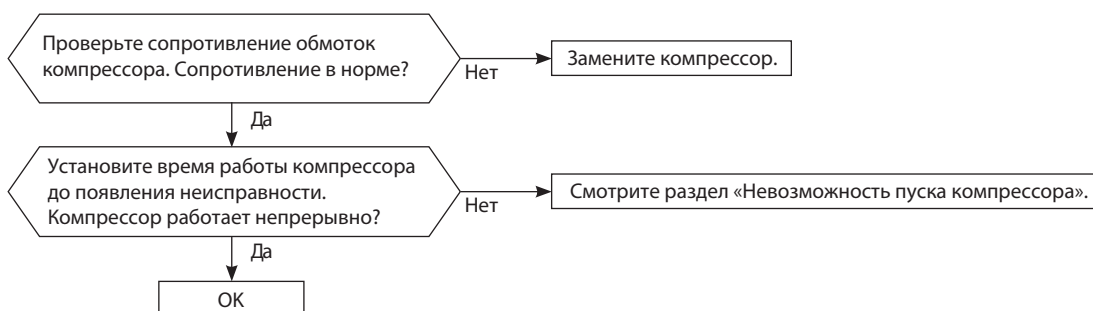 Проверьте сопротивление обмоток
компрессора. Сопротивление в норме?
Нет
Замените компрессор.
Да
Установите время работы компрессора
до появления неисправности.
Компрессор работает непрерывно?
Нет
Смотрите раздел «Невозможность пуска компрессора».
Да
OK